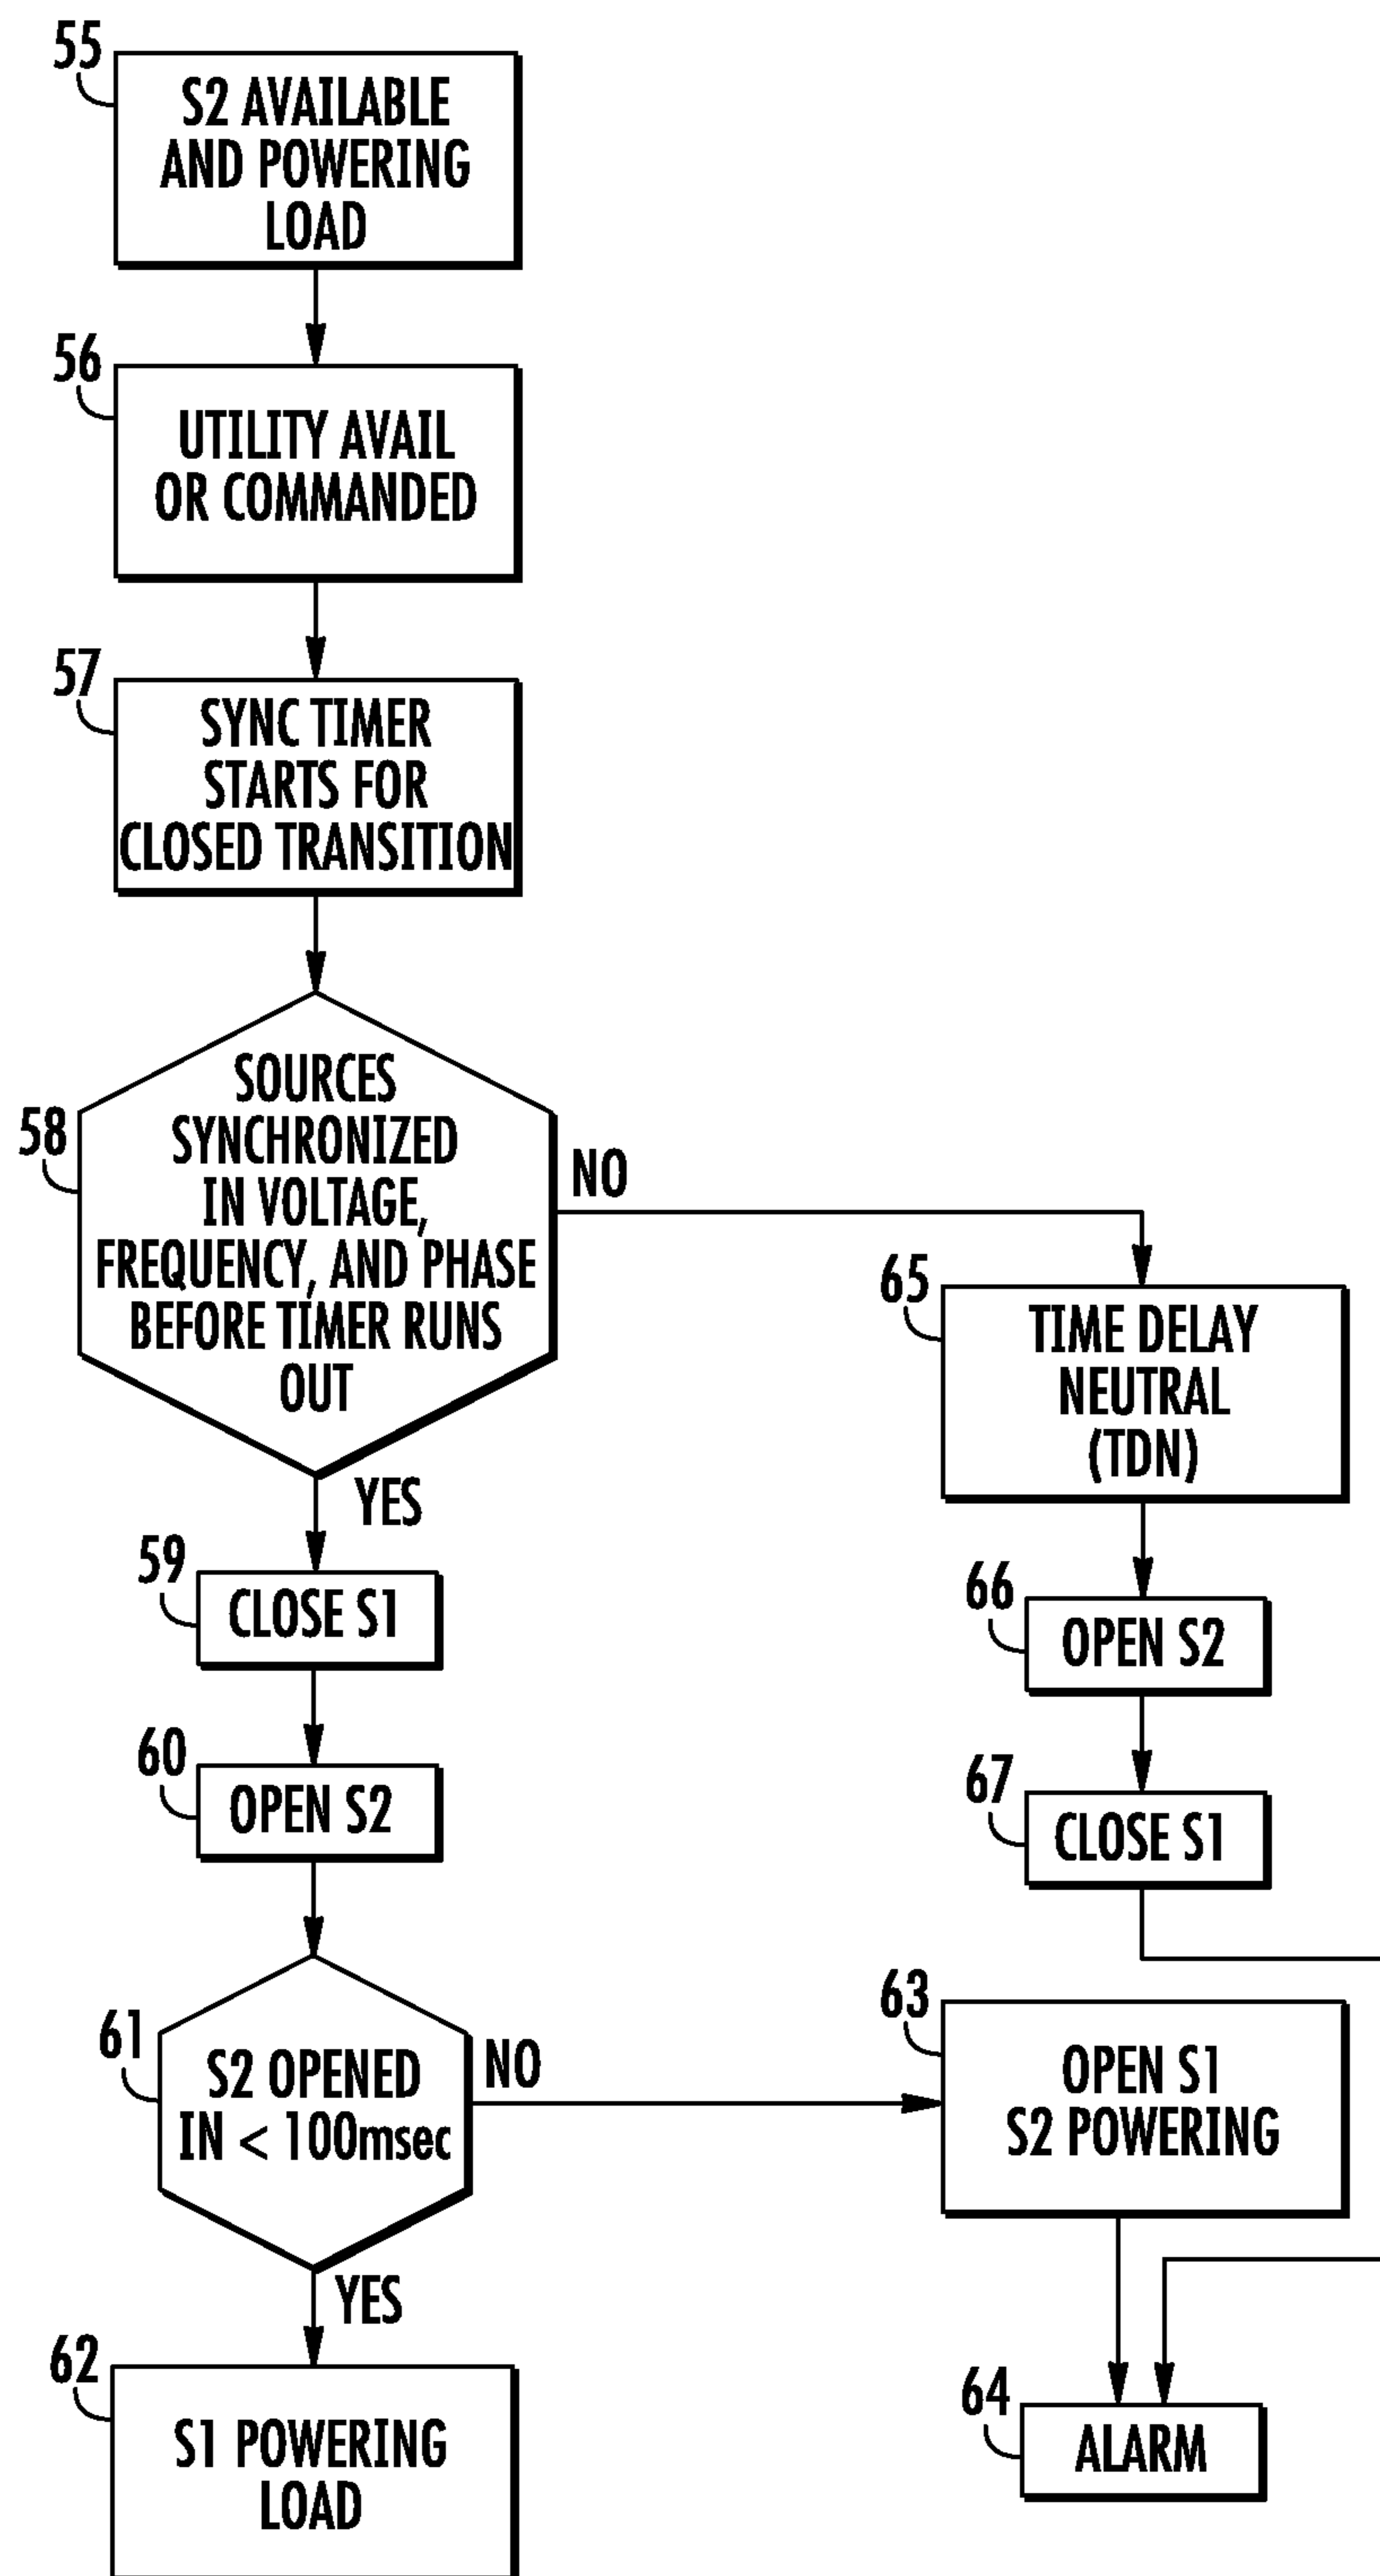 55
S2 AVAILABLE
AND POWERING
LOAD
56
UTILITY AVAIL
OR COMMANDED
57
SYNC TIMER
STARTS FOR
CLOSED TRANSITION
58
SOURCES
SYNCHRONIZED
IN VOLTAGE,
FREQUENCY, AND PHASE
BEFORE TIMER RUNS
OUT
NO
YES
65
TIME DELAY
NEUTRAL
(TDN)
59
CLOSE S1
66
OPEN S2
60
OPEN S2
67
CLOSE S1
61
S2 OPENED
IN < 100msec
NO
YES
63
OPEN S1
S2 POWERING
62
S1 POWERING
LOAD
64
ALARM